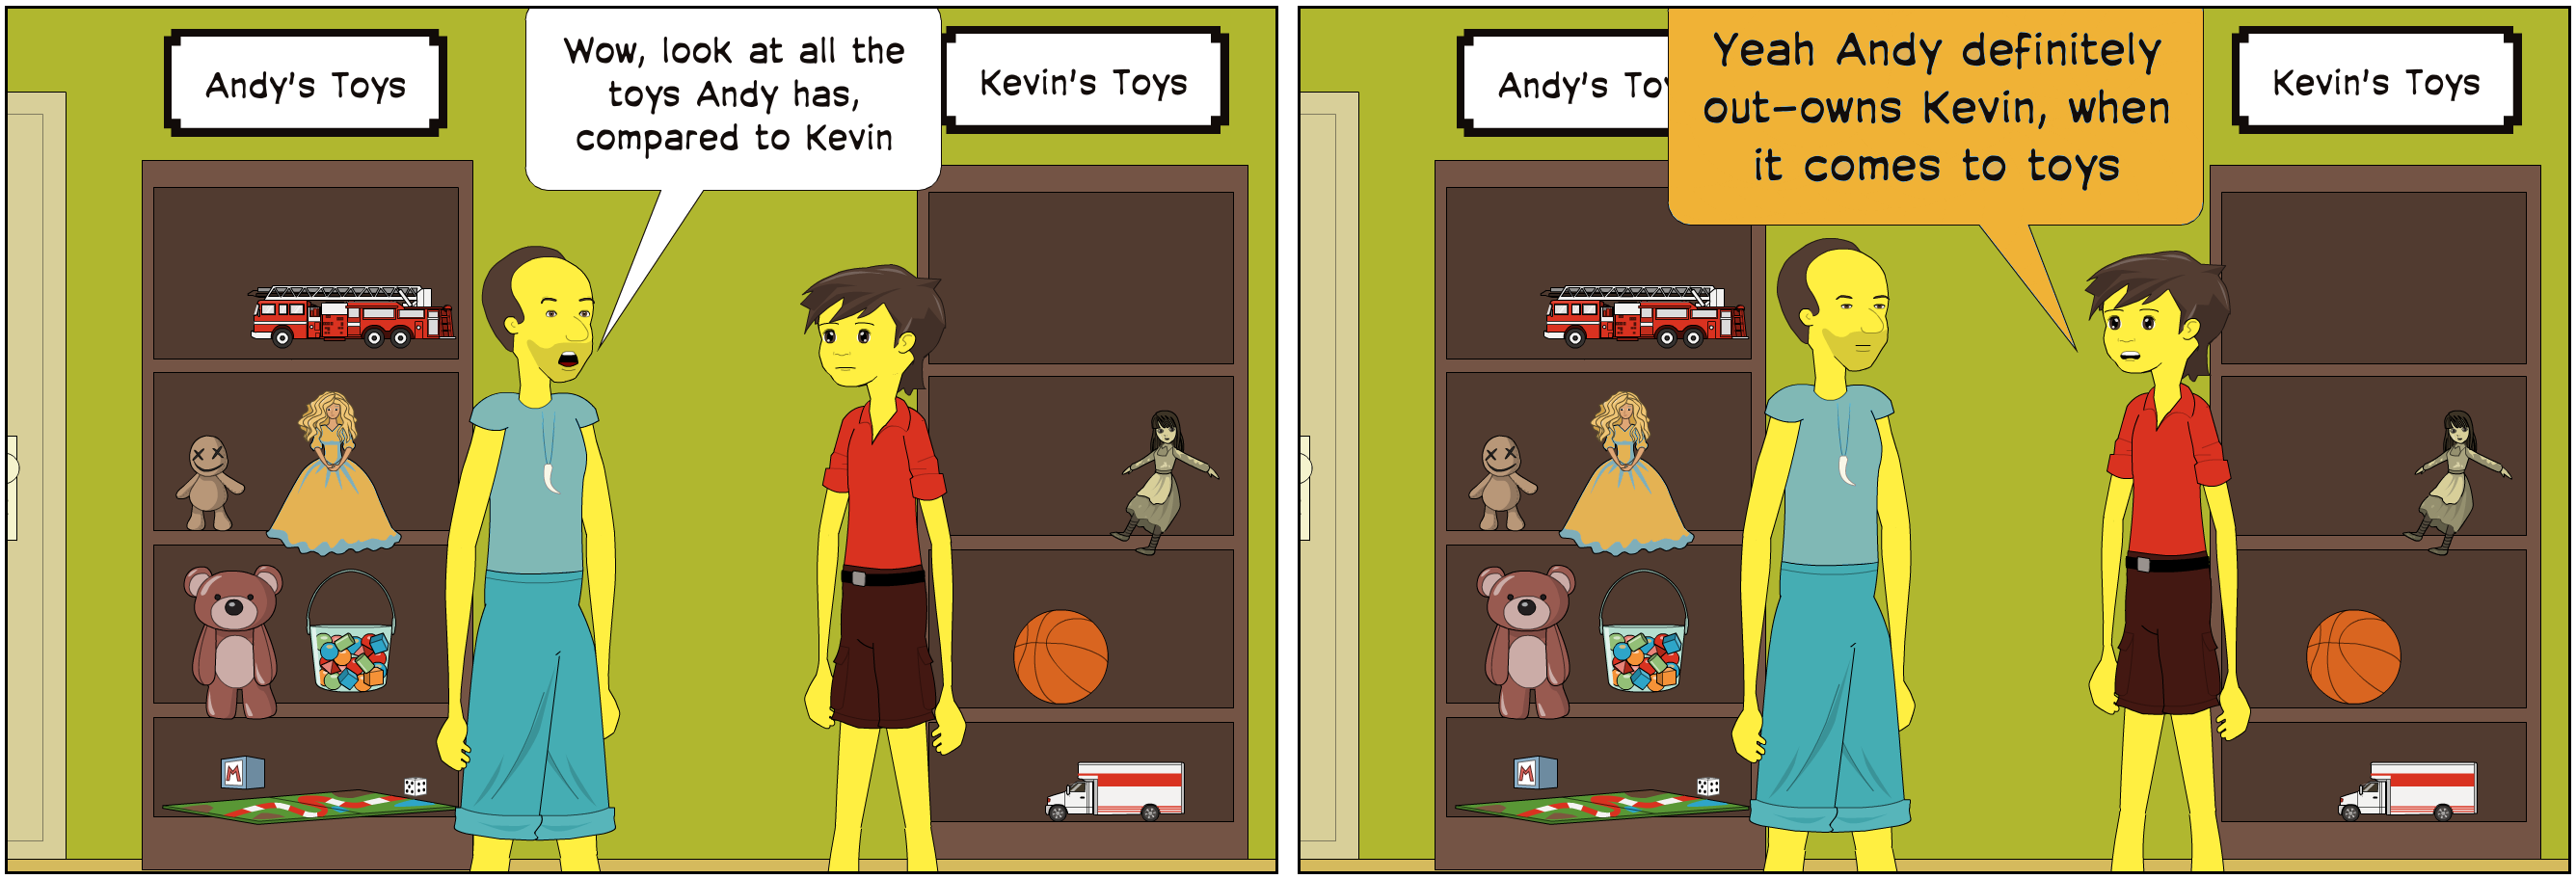 Andy's Toys
Wow, look at all the
toys Andy has,
compared to Kevin
Kevin's Toys
M
Andy's To
Yeah Andy definitely
out-owns Kevin, when
it comes to toys
Kevin's Toys
M